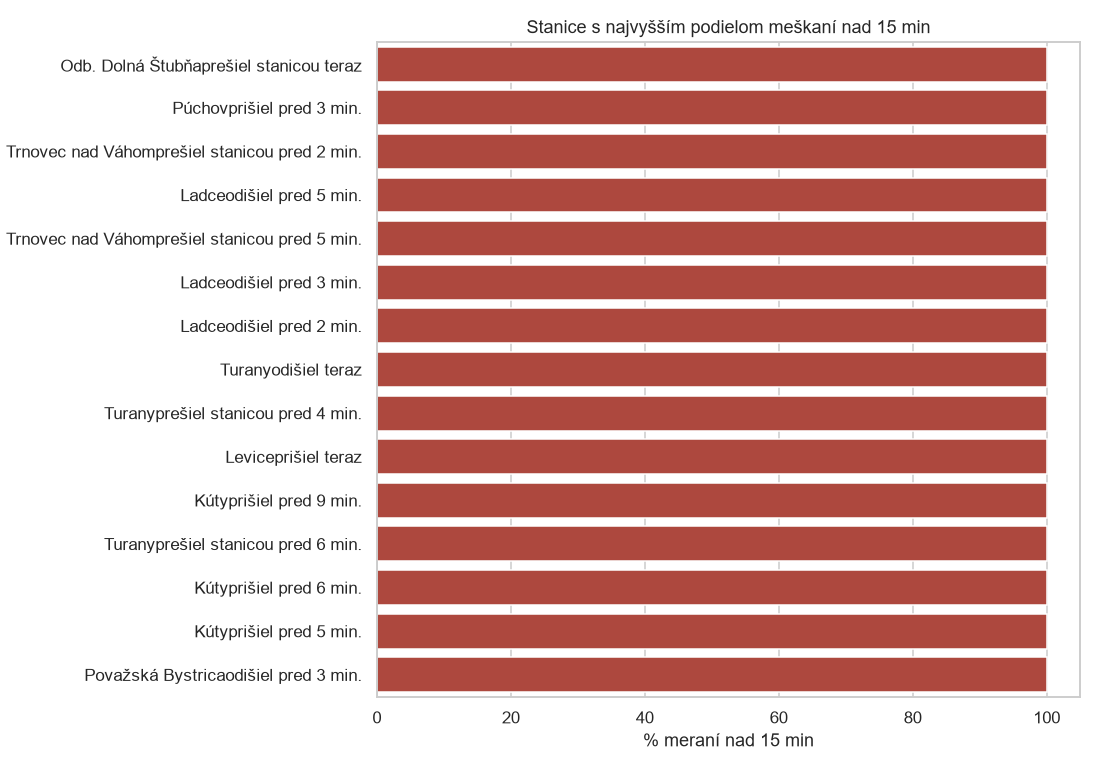 Stanice s najvyšším podielom meškaní nad 15 min
Odb. Dolná Štubňaprešiel stanicou teraz
Púchovprišiel pred 3 min.
Trnovec nad Váhomprešiel stanicou pred 2 min.
Ladceodišiel pred 5 min.
Trnovec nad Váhomprešiel stanicou pred 5 min.
Ladceodišiel pred 3 min.
Ladceodišiel pred 2 min.
Turanyodišiel teraz
Turanyprešiel stanicou pred 4 min.
Leviceprišiel teraz
Kútyprišiel pred 9 min.
Turanyprešiel stanicou pred 6 min.
Kútyprišiel pred 6 min.
Kútyprišiel pred 5 min.
Považská Bystricaodišiel pred 3 min.
0 20 40 60 80 100
% meraní nad 15 min